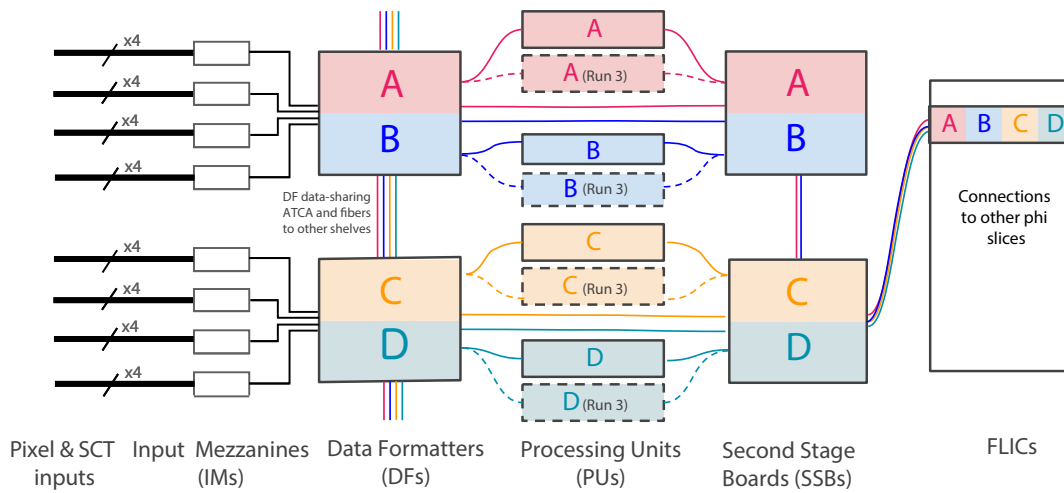 x4
x4
x4
x4
A
B
A
A (Run 3)
B
B (Run 3)
A
B
A B C D
Connections
to other phi
slices
DF data-sharing
ATCA and fibers
to other shelves
x4
x4
x4
x4
C
D
C
C (Run 3)
D
D (Run 3)
C
D
Pixel & SCT
inputs
Input Mezzanines
(IMs)
Data Formatters
(DFs)
Processing Units
(PUs)
Second Stage
Boards (SSBs)
FLICs